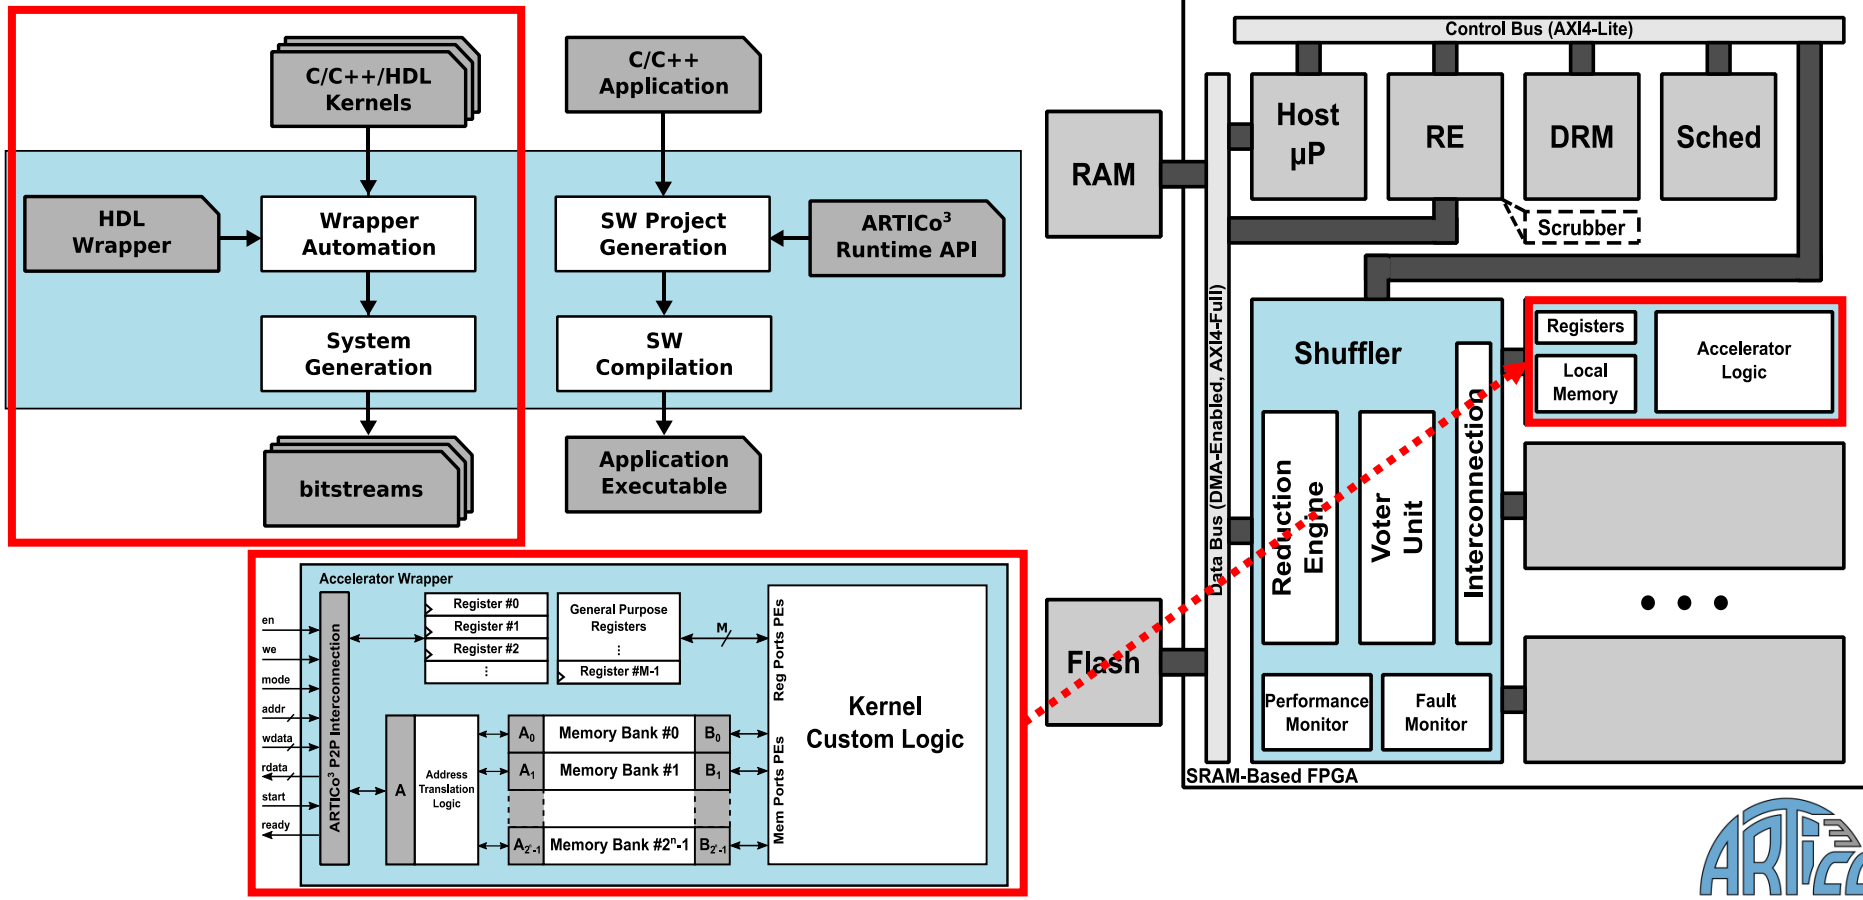 C/C++/HDL
Kernels
C/C++
Application
HDL
Wrapper
Wrapper
Automation
SW Project
Generation
ARTICo³
Runtime API
System
Generation
SW
Compilation
bitstreams
Application
Executable
Accelerator Wrapper
en
we
mode
addr
wdata
rdata
start
ready
ARTICo³ P2P Interconnection
Register #0
Register #1
Register #2
⋮
General Purpose
Registers
⋮
Register #M-1
M
Reg Ports PEs
Mem Ports PEs
Kernel
Custom Logic
A
Address
Translation
Logic
A₀ Memory Bank #0 B₀
A₁ Memory Bank #1 B₁
Memory Bank #2ⁿ-1
Control Bus (AXI4-Lite)
Data Bus (DMA-Enabled, AXI4-Full)
RAM
Flash
Host
µP
RE
DRM
Sched
Scrubber
Shuffler
Reduction
Engine
Voter
Unit
Interconnection
Performance
Monitor
Fault
Monitor
Registers
Local
Memory
Accelerator
Logic
• • •
SRAM-Based FPGA